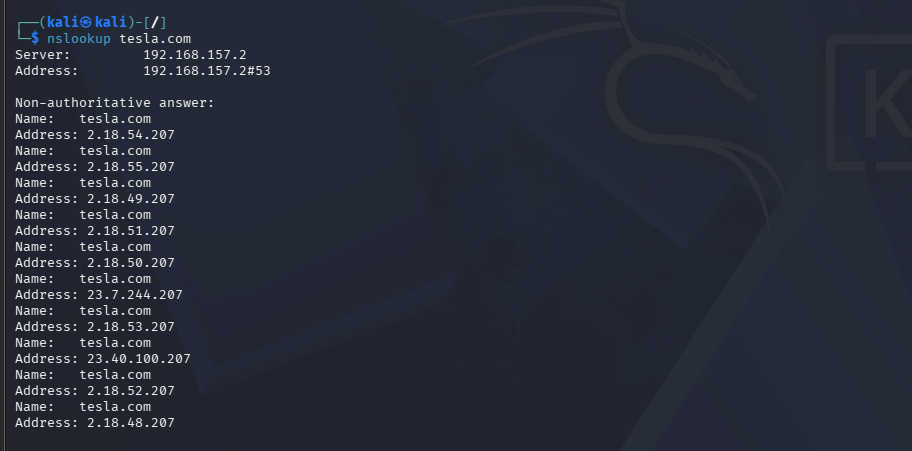 ┌──(kali㉿kali)-[/]
└─$ nslookup tesla.com
Server:         192.168.157.2
Address:        192.168.157.2#53

Non-authoritative answer:
Name:   tesla.com
Address: 2.18.54.207
Name:   tesla.com
Address: 2.18.55.207
Name:   tesla.com
Address: 2.18.49.207
Name:   tesla.com
Address: 2.18.51.207
Name:   tesla.com
Address: 2.18.50.207
Name:   tesla.com
Address: 23.7.244.207
Name:   tesla.com
Address: 2.18.53.207
Name:   tesla.com
Address: 23.40.100.207
Name:   tesla.com
Address: 2.18.52.207
Name:   tesla.com
Address: 2.18.48.207
K